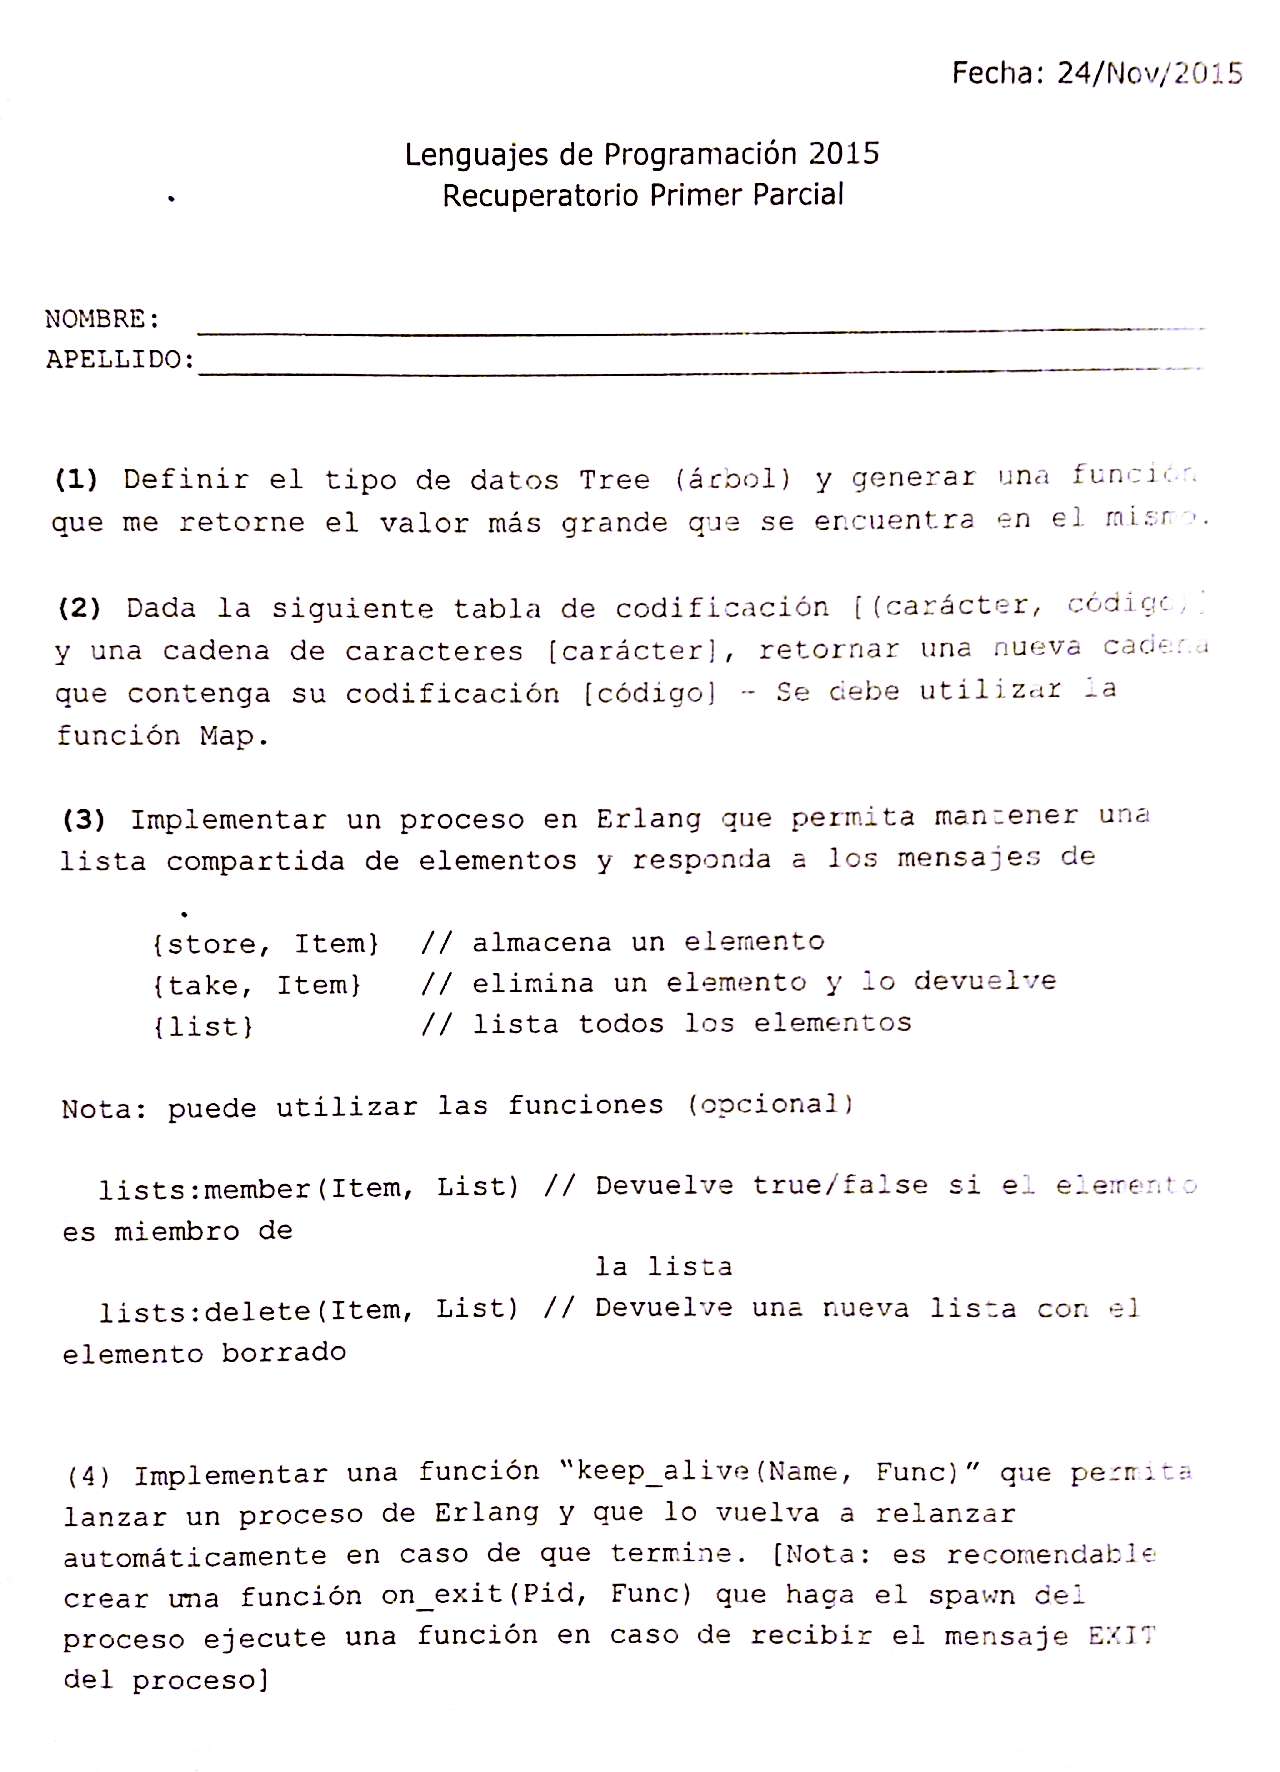 Fecha: 24/Nov/2015
Lenguajes de Programación 2015
Recuperatorio Primer Parcial
NOMBRE:
APELLIDO:
(1) Definir el tipo de datos Tree (árbol) y generar una función
que me retorne el valor más grande que se encuentra en el mismo.
(2) Dada la siguiente tabla de codificación [(carácter, código)]
y una cadena de caracteres [carácter], retornar una nueva cadena
que contenga su codificación [código] - Se debe utilizar la
función Map.
(3) Implementar un proceso en Erlang que permita mantener una
lista compartida de elementos y responda a los mensajes de
{store, Item} // almacena un elemento
{take, Item} // elimina un elemento y lo devuelve
{list} // lista todos los elementos
Nota: puede utilizar las funciones (opcional)
lists:member(Item, List) // Devuelve true/false si el elemento
es miembro de
la lista
lists:delete(Item, List) // Devuelve una nueva lista con el
elemento borrado
(4) Implementar una función "keep_alive(Name, Func)" que permita
lanzar un proceso de Erlang y que lo vuelva a relanzar
automáticamente en caso de que termine. [Nota: es recomendable
crear una función on_exit(Pid, Func) que haga el spawn del
proceso ejecute una función en caso de recibir el mensaje EXIT
del proceso]